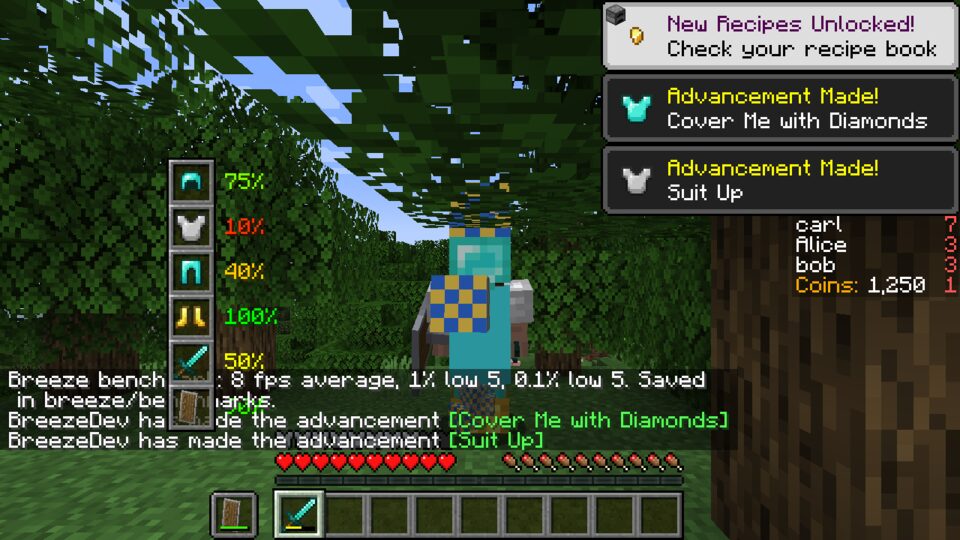 New Recipes Unlocked!
Check your recipe book
Advancement Made!
Cover Me with Diamonds
Advancement Made!
Suit Up
carl 7
Alice 3
bob 3
Coins: 1,250 1
75%
10%
40%
100%
50%
Breeze bench : 8 fps average, 1% low 5, 0.1% low 5. Saved
in breeze/be marks.
BreezeDev ha de the advancement [Cover Me with Diamonds]
BreezeDev has made the advancement [Suit Up]